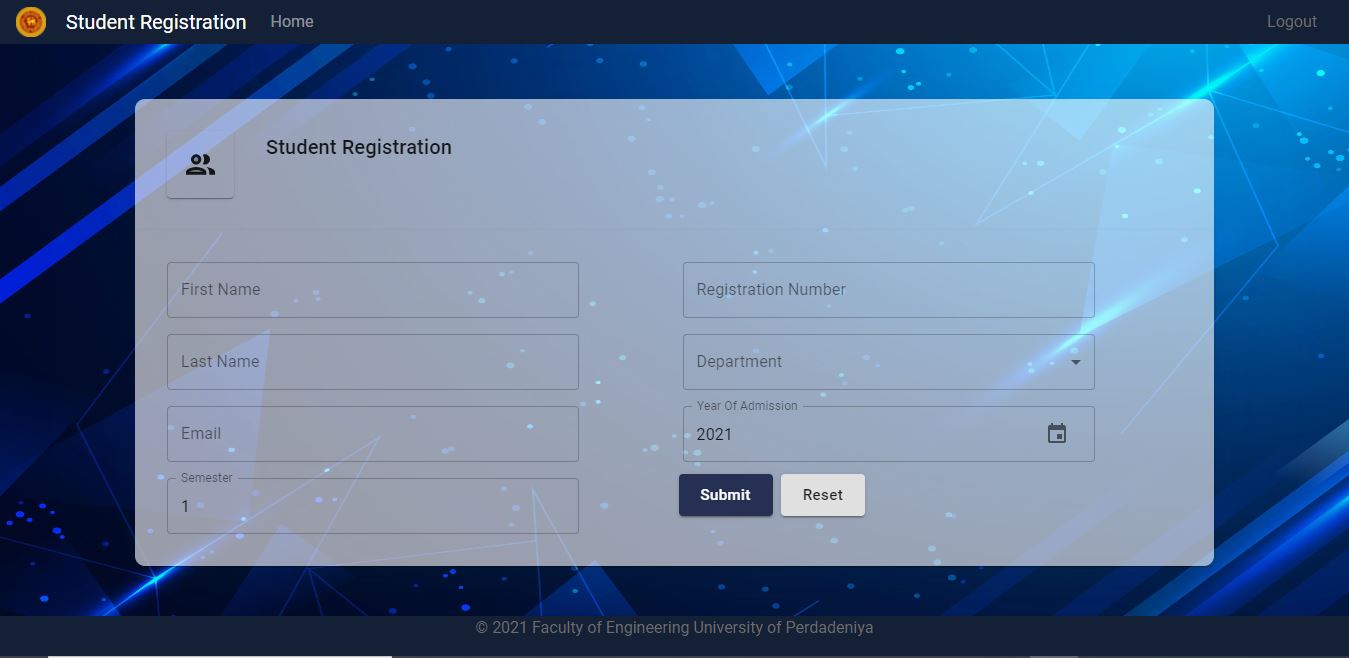 Student Registration Home Logout
Student Registration
First Name
Registration Number
Last Name
Department
Year Of Admission
Email
2021
Semester
1
Submit Reset
© 2021 Faculty of Engineering University of Perdadeniya